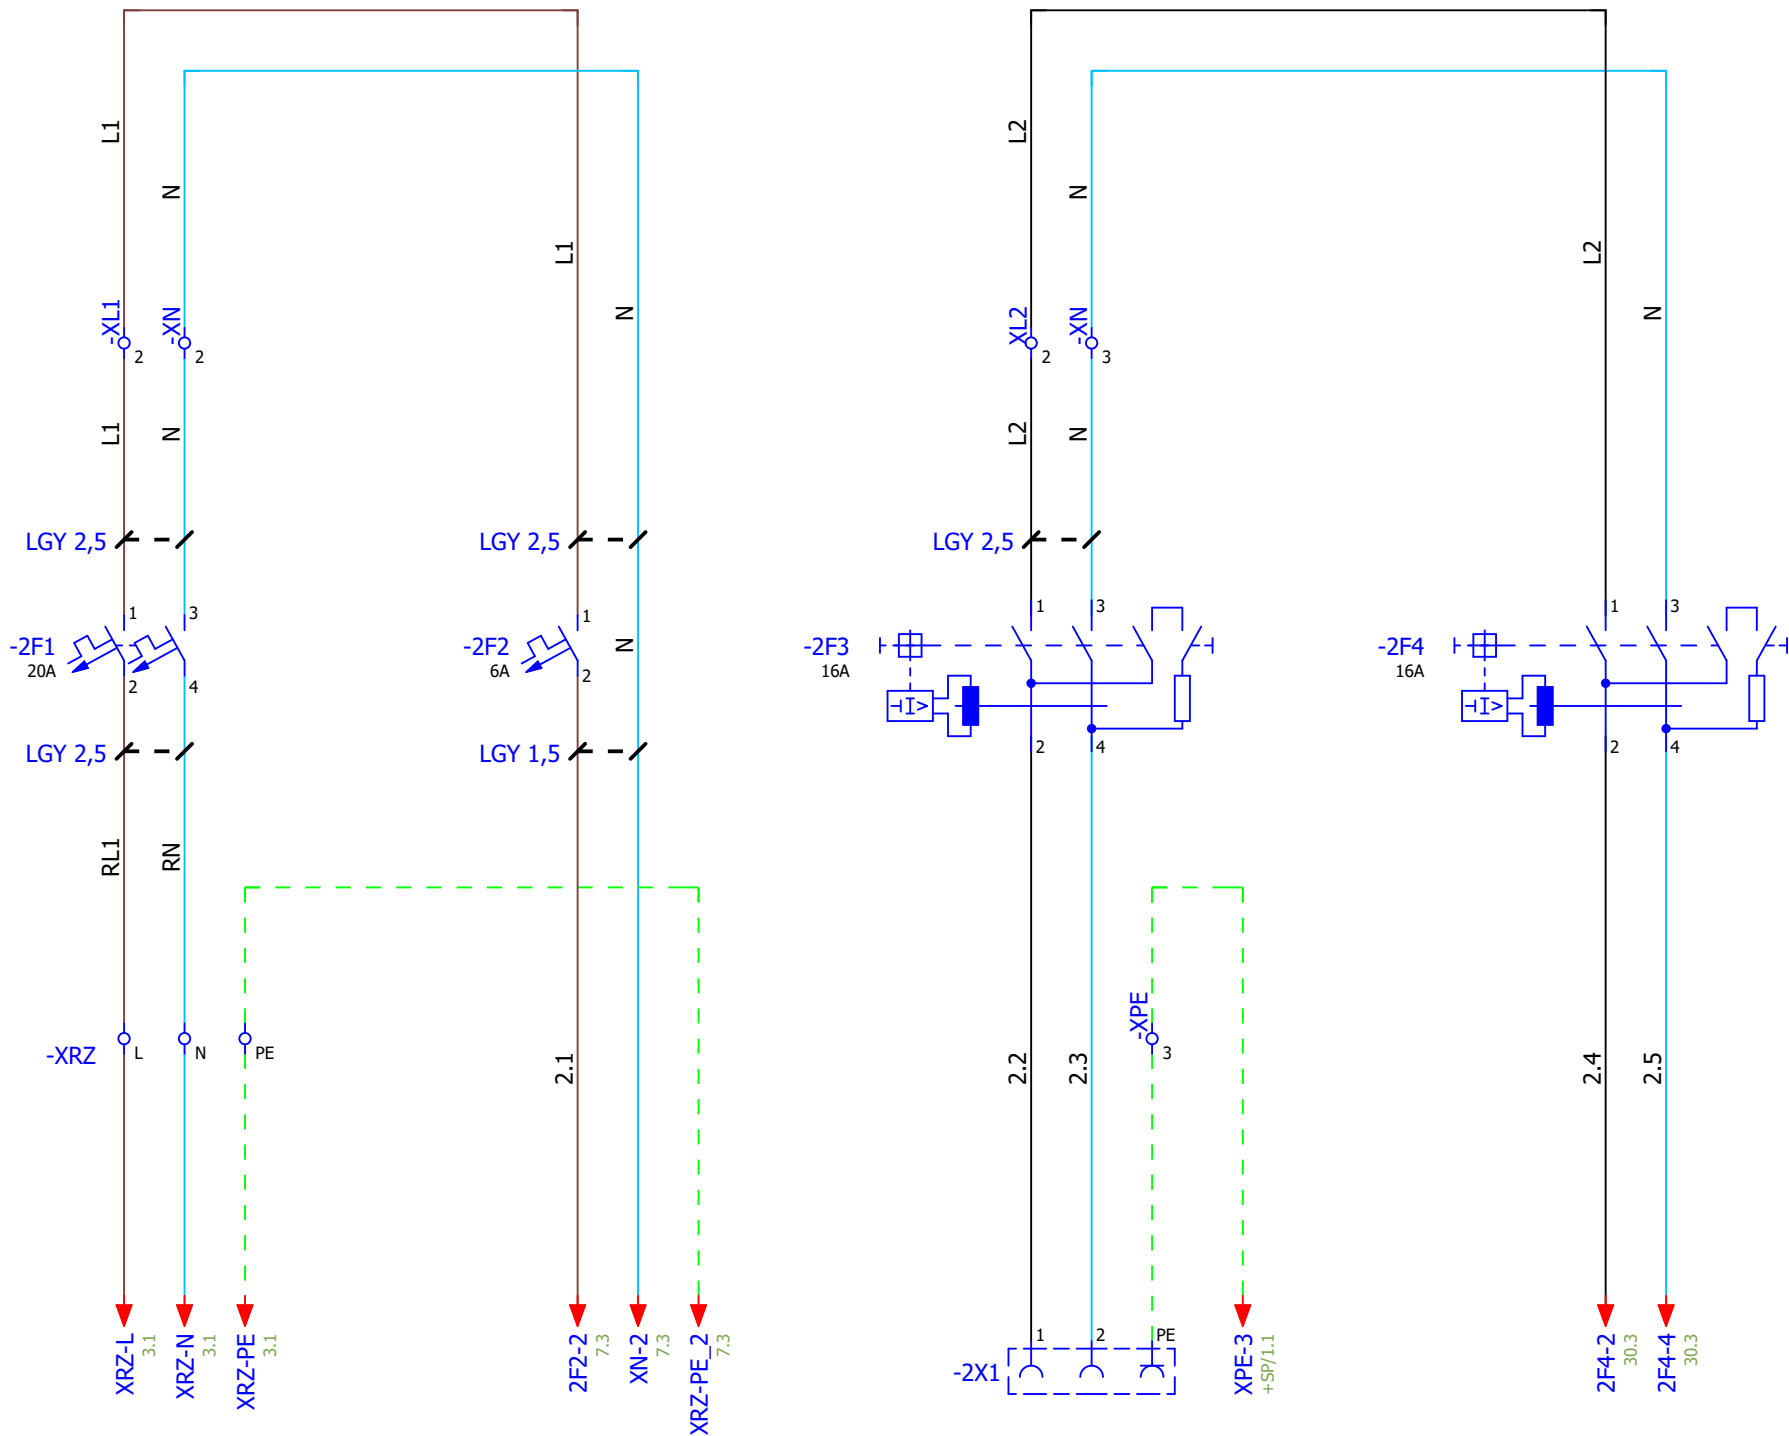 L1
N
L1
N
L2
N
L2
N
-XL1
2
-XN
2
XL2
2
-XN
3
L1
N
L2
N
LGY 2,5
LGY 2,5
LGY 2,5
-2F1
20A
1
2
3
4
-2F2
6A
1
2
N
-2F3
16A
1
3
2
4
I>
-2F4
16A
1
3
2
4
I>
LGY 2,5
LGY 1,5
RL1
RN
-XRZ
L
N
PE
2.1
2.2
2.3
-XPE
3
2.4
2.5
XRZ-L
3.1
XRZ-N
3.1
XRZ-PE
3.1
2F2-2
7.3
XN-2
7.3
XRZ-PE_2
7.3
-2X1
1
2
PE
XPE-3
+SP/1.1
2F4-2
30.3
2F4-4
30.3